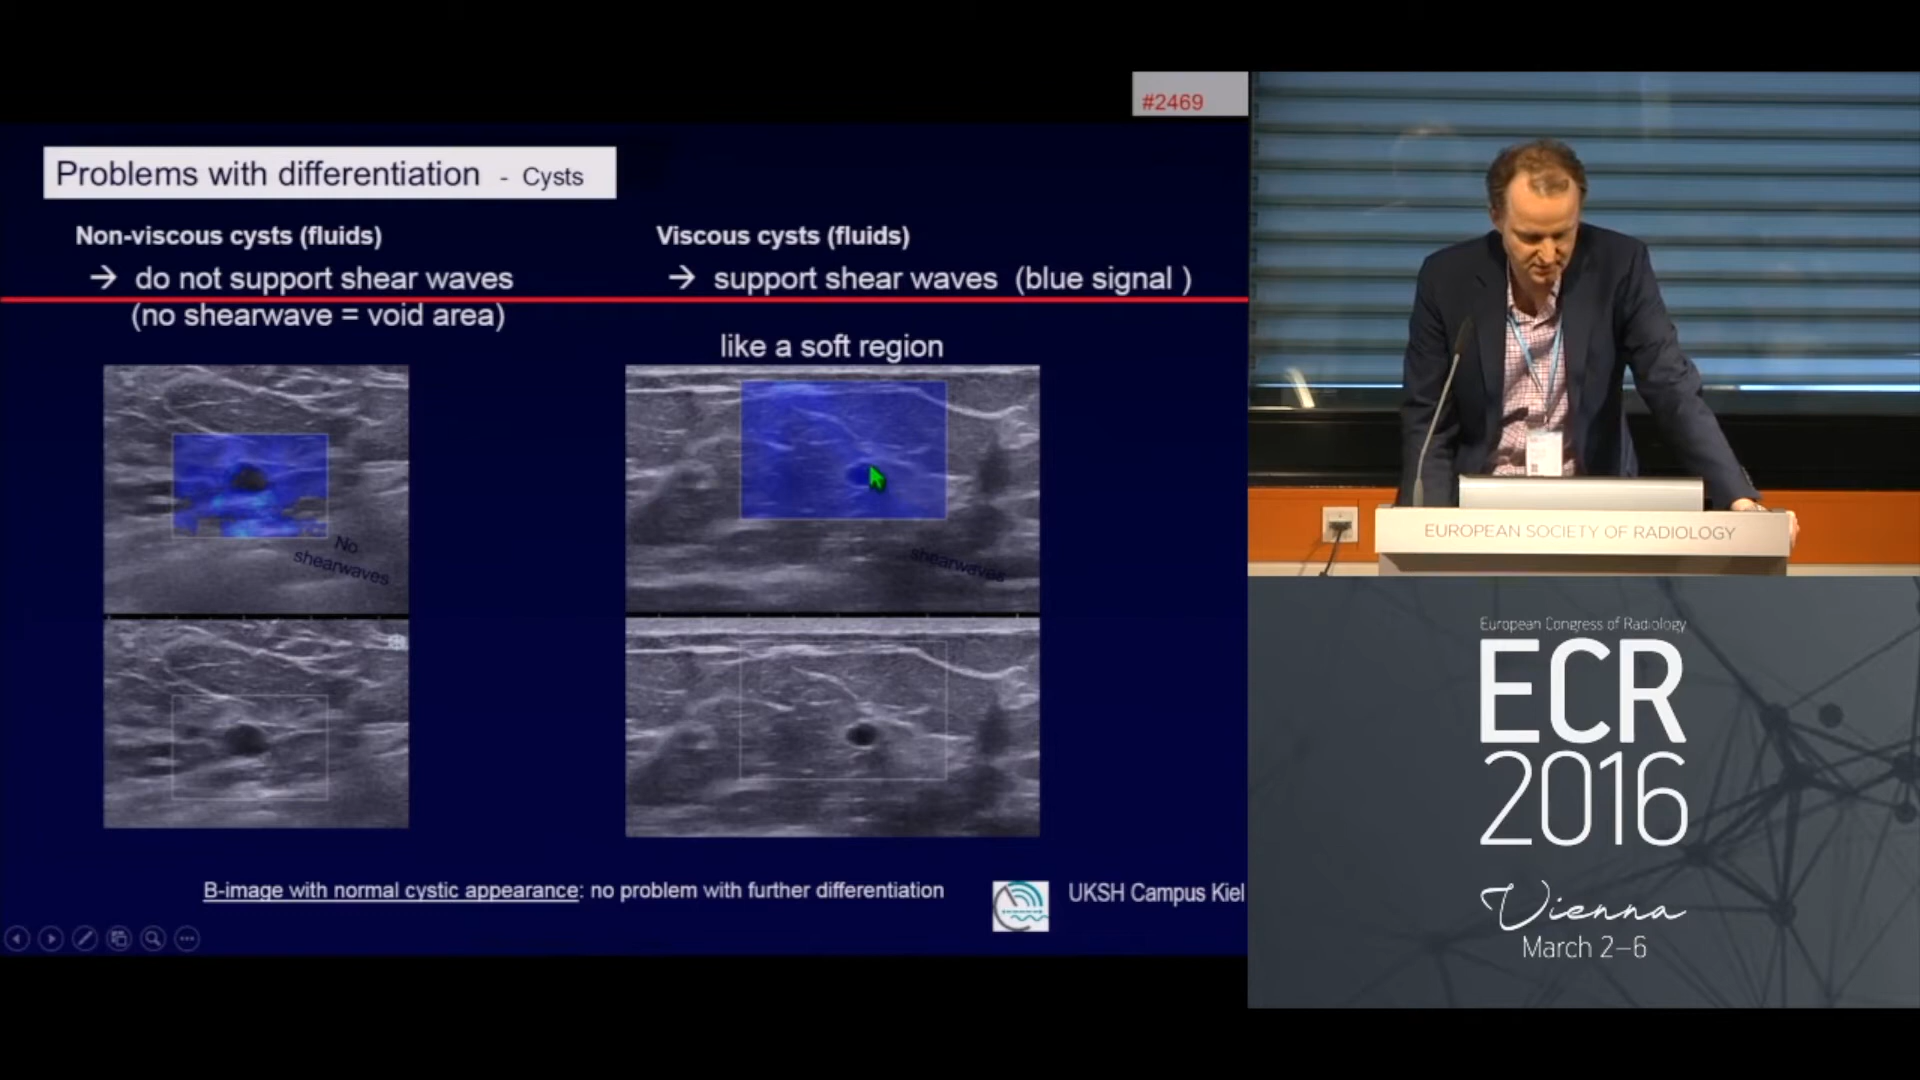 #2469
Problems with differentiation - Cysts
Non-viscous cysts (fluids)
→ do not support shear waves
(no shearwave = void area)
Viscous cysts (fluids)
→ support shear waves (blue signal )
like a soft region
No
shearwaves
shearwaves
B-image with normal cystic appearance: no problem with further differentiation
UKSH Campus Kiel
EUROPEAN SOCIETY OF RADIOLOGY
European Congress of Radiology
ECR
2016
Vienna
March 2–6